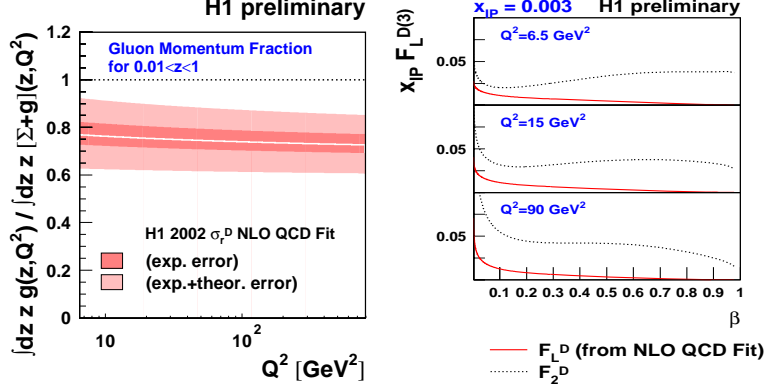 H1 preliminary
∫dz z g(z,Q²) / ∫dz z [Σ+g](z,Q²)
1.2
1
0.8
0.6
0.4
0.2
0
Gluon Momentum Fraction
for 0.01<z<1
H1 2002 σᵣᴰ NLO QCD Fit
(exp. error)
(exp.+theor. error)
10
10²
Q² [GeV²]
x_IP = 0.003
H1 preliminary
x_IP F_L^D(3)
Q²=6.5 GeV²
0.05
Q²=15 GeV²
0.05
Q²=90 GeV²
0.05
0.1 0.2 0.3 0.4 0.5 0.6 0.7 0.8 0.9 1
β
F_L^D (from NLO QCD Fit)
F_2^D